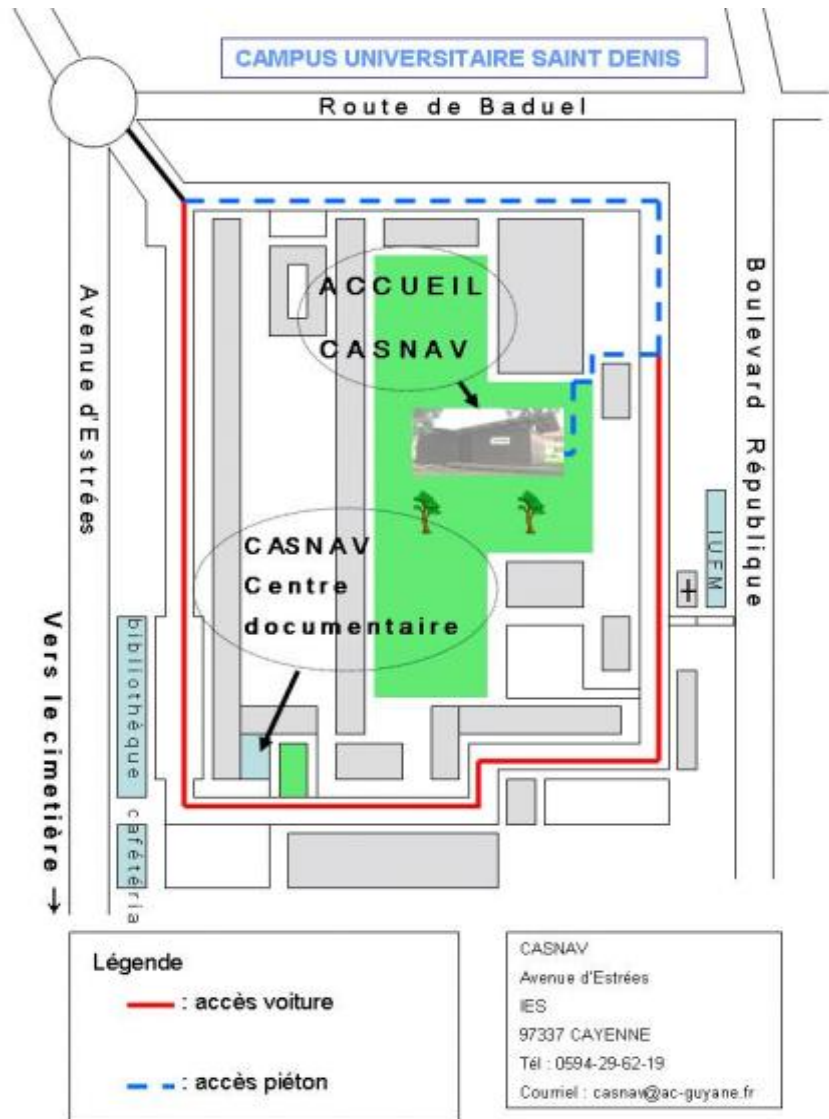 CAMPUS UNIVERSITAIRE SAINT DENIS
Route de Baduel
Avenue d'Estrées
Boulevard République
ACCUEIL
CASNAV
CASNAV
Centre
documentaire
IUFM
Vers le cimetière →
bibliothèque
cafétéria
Légende
: accès voiture
: accès piéton
CASNAV
Avenue d'Estrées
IES
97337 CAYENNE
Tél : 0594-29-62-19
Courriel : casnav@ac-guyane.fr